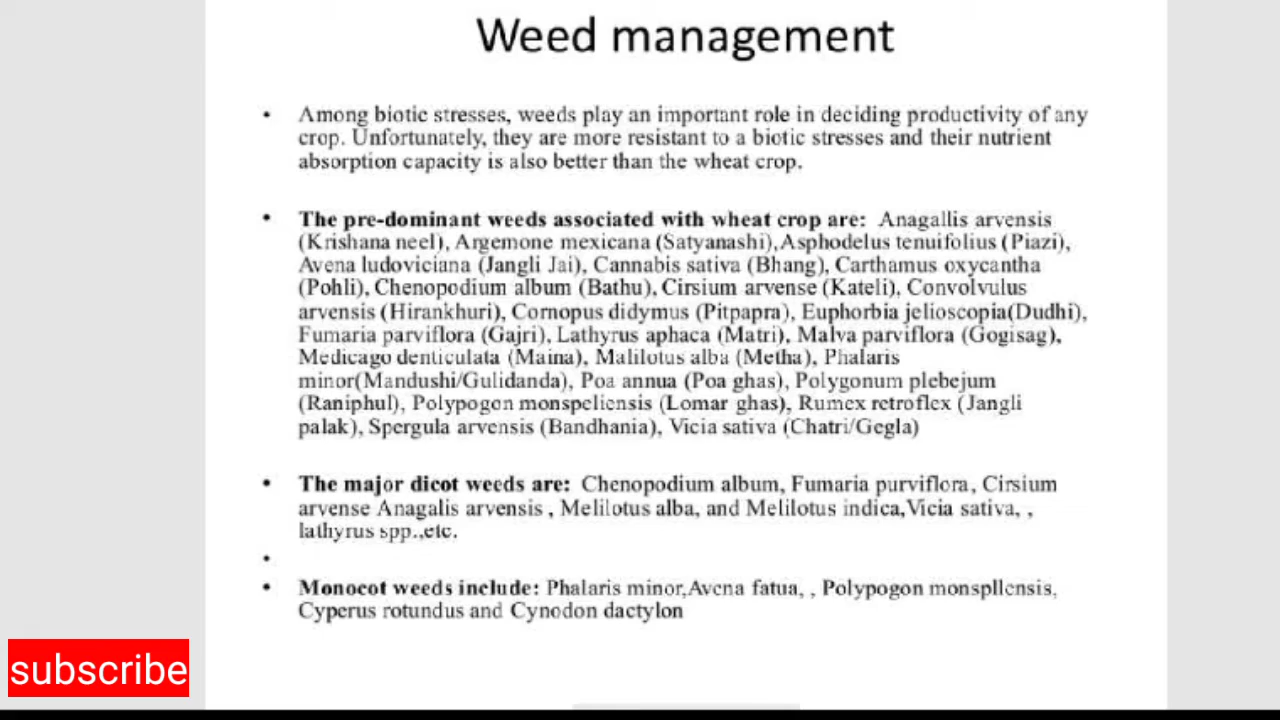 Weed management
• Among biotic stresses, weeds play an important role in deciding productivity of any
crop. Unfortunately, they are more resistant to a biotic stresses and their nutrient
absorption capacity is also better than the wheat crop.
• The pre-dominant weeds associated with wheat crop are: Anagallis arvensis
(Krishana neel), Argemone mexicana (Satyanashi),Asphodelus tenuifolius (Piazi),
Avena ludoviciana (Jangli Jai), Cannabis sativa (Bhang), Carthamus oxycantha
(Pohli), Chenopodium album (Bathu), Cirsium arvense (Kateli), Convolvulus
arvensis (Hirankhuri), Cornopus didymus (Pitpapra), Euphorbia jelioscopia(Dudhi),
Fumaria parviflora (Gajri), Lathyrus aphaca (Matri), Malva parviflora (Gogisag),
Medicago denticulata (Maina), Malilotus alba (Metha), Phalaris
minor(Mandushi/Gulidanda), Poa annua (Poa ghas), Polygonum plebejum
(Raniphul), Polypogon monspeliensis (Lomar ghas), Rumex retroflex (Jangli
palak), Spergula arvensis (Bandhania), Vicia sativa (Chatri/Gegla)
• The major dicot weeds are: Chenopodium album, Fumaria purviflora, Cirsium
arvense Anagalis arvensis , Melilotus alba, and Melilotus indica,Vicia sativa, ,
lathyrus spp.,etc.
•
• Monocot weeds include: Phalaris minor,Avena fatua, , Polypogon monspllensis,
Cyperus rotundus and Cynodon dactylon
subscribe